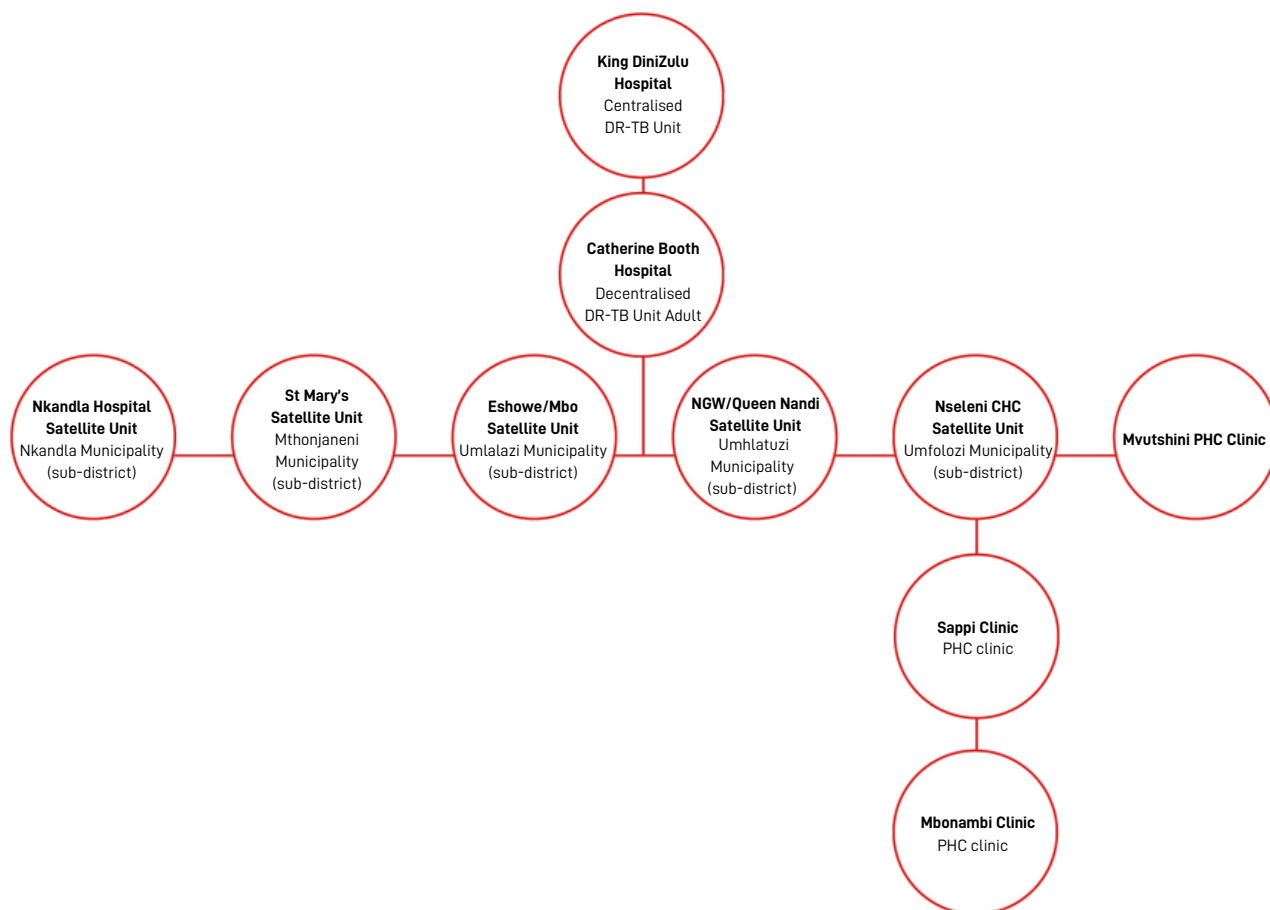 King DiniZulu
Hospital
Centralised
DR-TB Unit
Catherine Booth
Hospital
Decentralised
DR-TB Unit Adult
Nkandla Hospital
Satellite Unit
Nkandla Municipality
(sub-district)
St Mary's
Satellite Unit
Mthonjaneni
Municipality
(sub-district)
Eshowe/Mbo
Satellite Unit
Umlalazi Municipality
(sub-district)
NGW/Queen Nandi
Satellite Unit
Umhlatuzi
Municipality
(sub-district)
Nseleni CHC
Satellite Unit
Umfolozi Municipality
(sub-district)
Mvutshini PHC Clinic
Sappi Clinic
PHC clinic
Mbonambi Clinic
PHC clinic